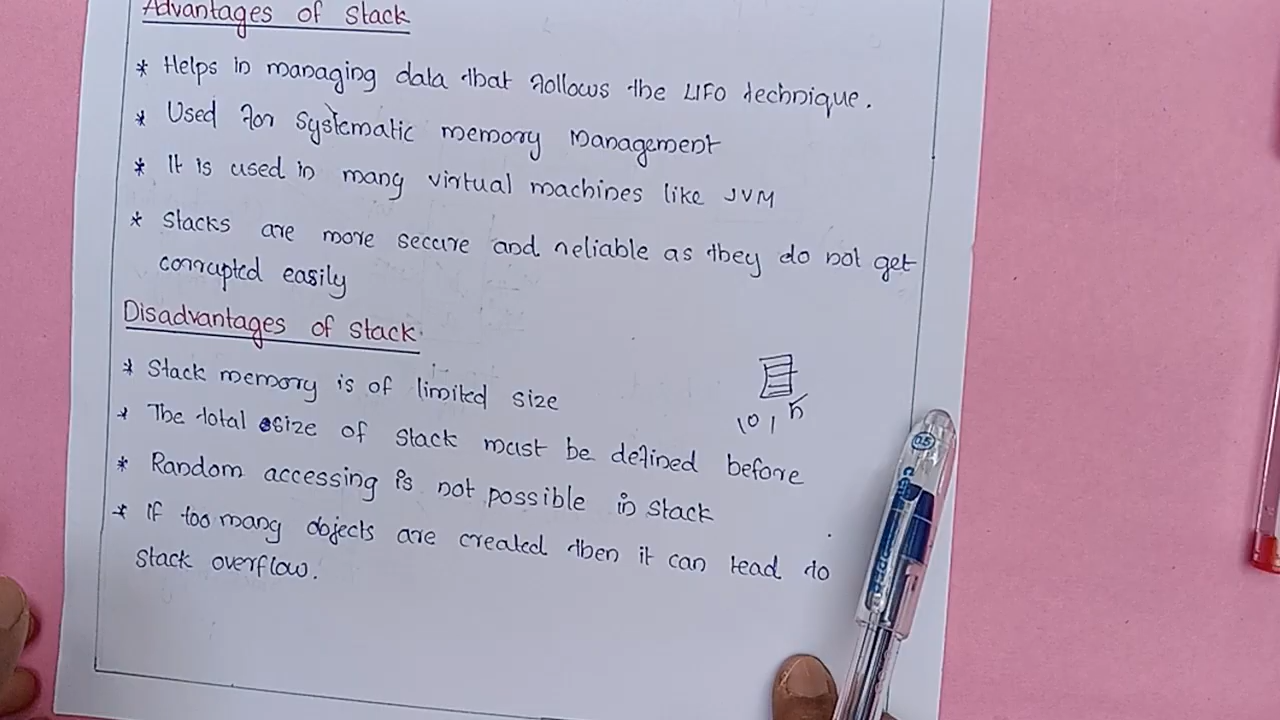 Advantages of stack
* Helps in managing data that follows the LIFO technique.
* Used for Systematic memory Management
* It is used in many virtual machines like JVM
* Stacks are more secure and reliable as they do not get
corrupted easily
Disadvantages of stack.
* Stack memory is of limited size
* The total size of stack must be defined before
* Random accessing is not possible in stack
* If too many objects are created then it can lead to
stack overflow.
0.5